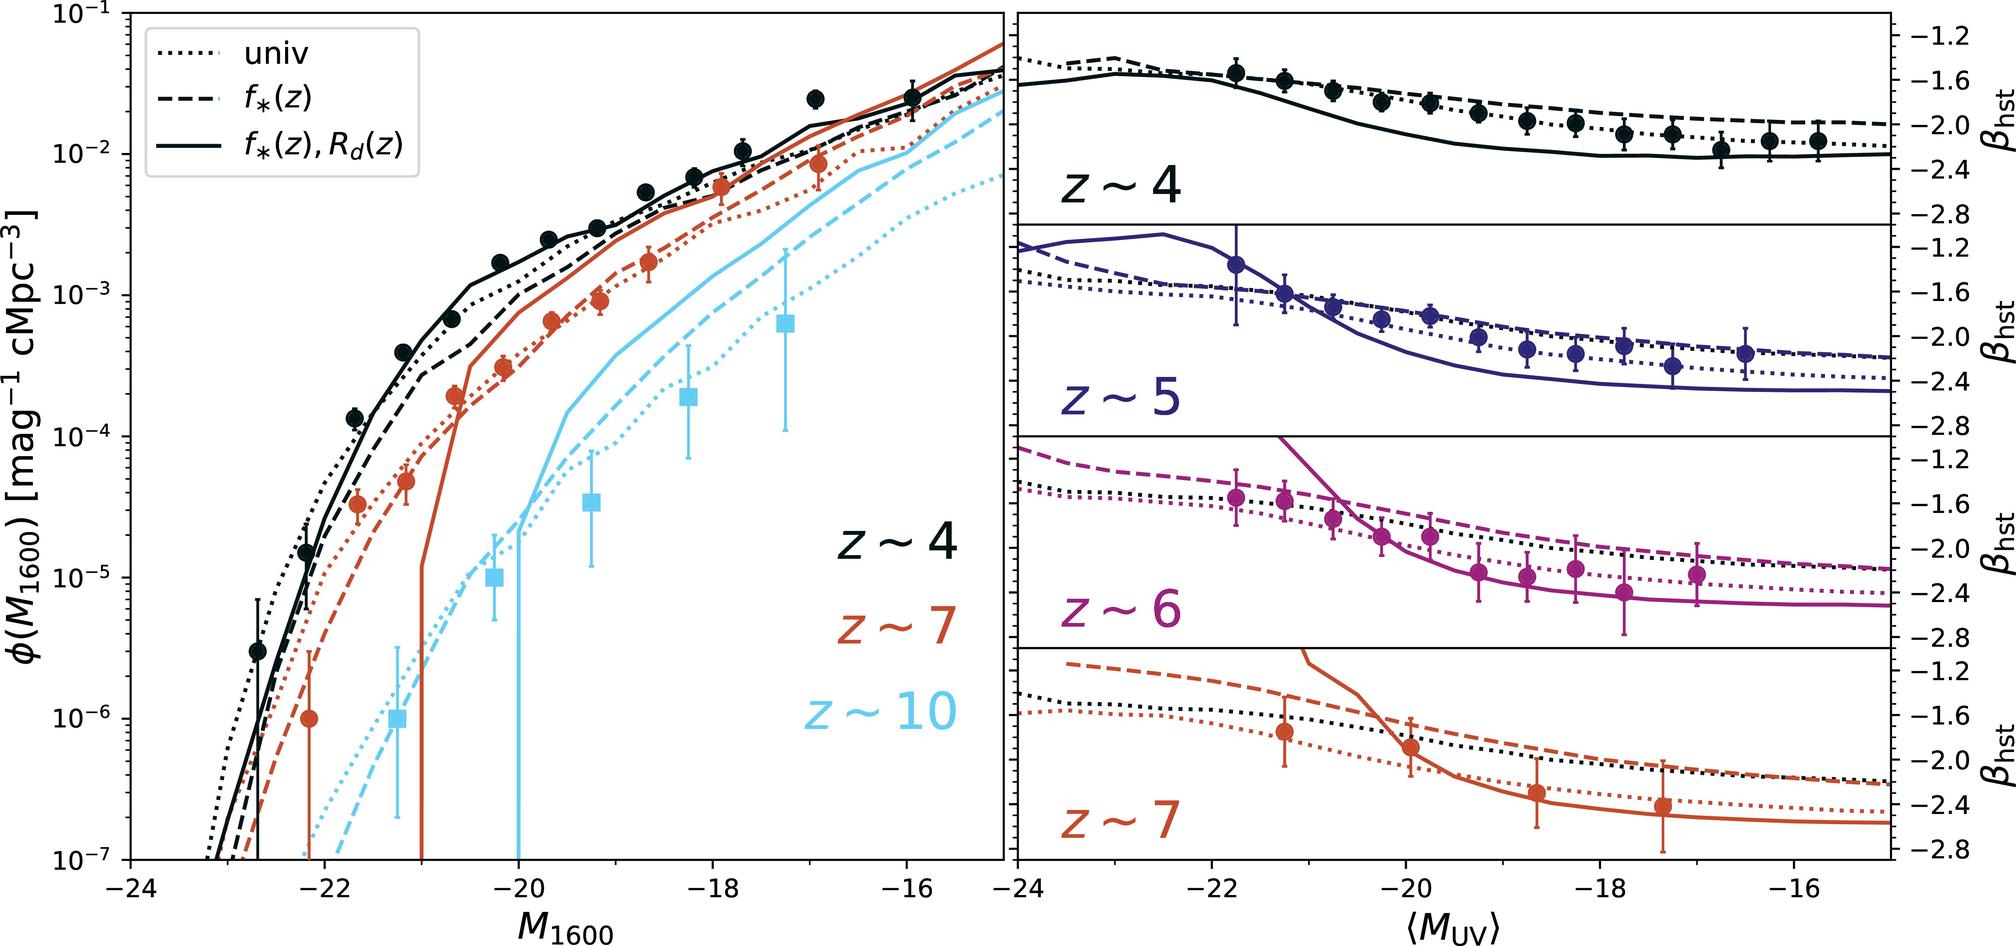 univ
f∗(z)
f∗(z), Rd(z)
10⁻¹
10⁻²
10⁻³
10⁻⁴
10⁻⁵
10⁻⁶
10⁻⁷
ϕ(M₁₆₀₀) [mag⁻¹ cMpc⁻³]
z ∼ 4
z ∼ 7
z ∼ 10
−24
−22
−20
−18
−16
M₁₆₀₀
z ∼ 4
−1.2
−1.6
−2.0
−2.4
−2.8
βhst
z ∼ 5
−1.2
−1.6
−2.0
−2.4
−2.8
βhst
z ∼ 6
−1.2
−1.6
−2.0
−2.4
−2.8
βhst
z ∼ 7
−1.2
−1.6
−2.0
−2.4
−2.8
βhst
−24
−22
−20
−18
−16
⟨MUV⟩